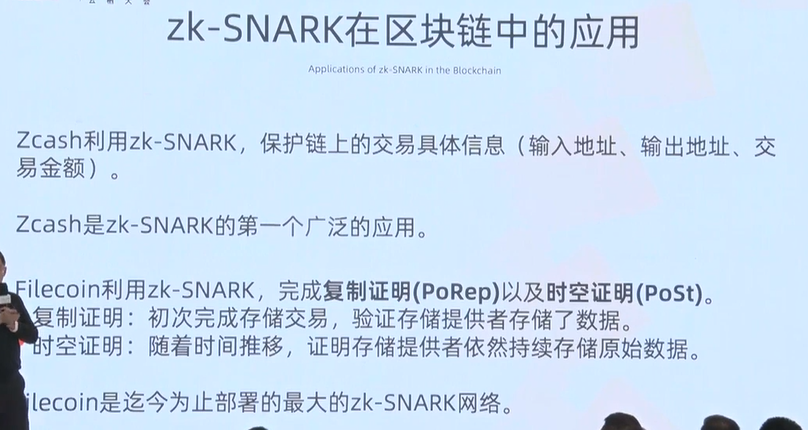 zk-SNARK在区块链中的应用
Applications of zk-SNARK in the Blockchain
Zcash利用zk-SNARK，保护链上的交易具体信息（输入地址、输出地址、交
易金额）。
Zcash是zk-SNARK的第一个广泛的应用。
Filecoin利用zk-SNARK，完成复制证明(PoRep)以及时空证明(PoSt)。
复制证明：初次完成存储交易，验证存储提供者存储了数据。
时空证明：随着时间推移，证明存储提供者依然持续存储原始数据。
ilecoin是迄今为止部署的最大的zk-SNARK网络。